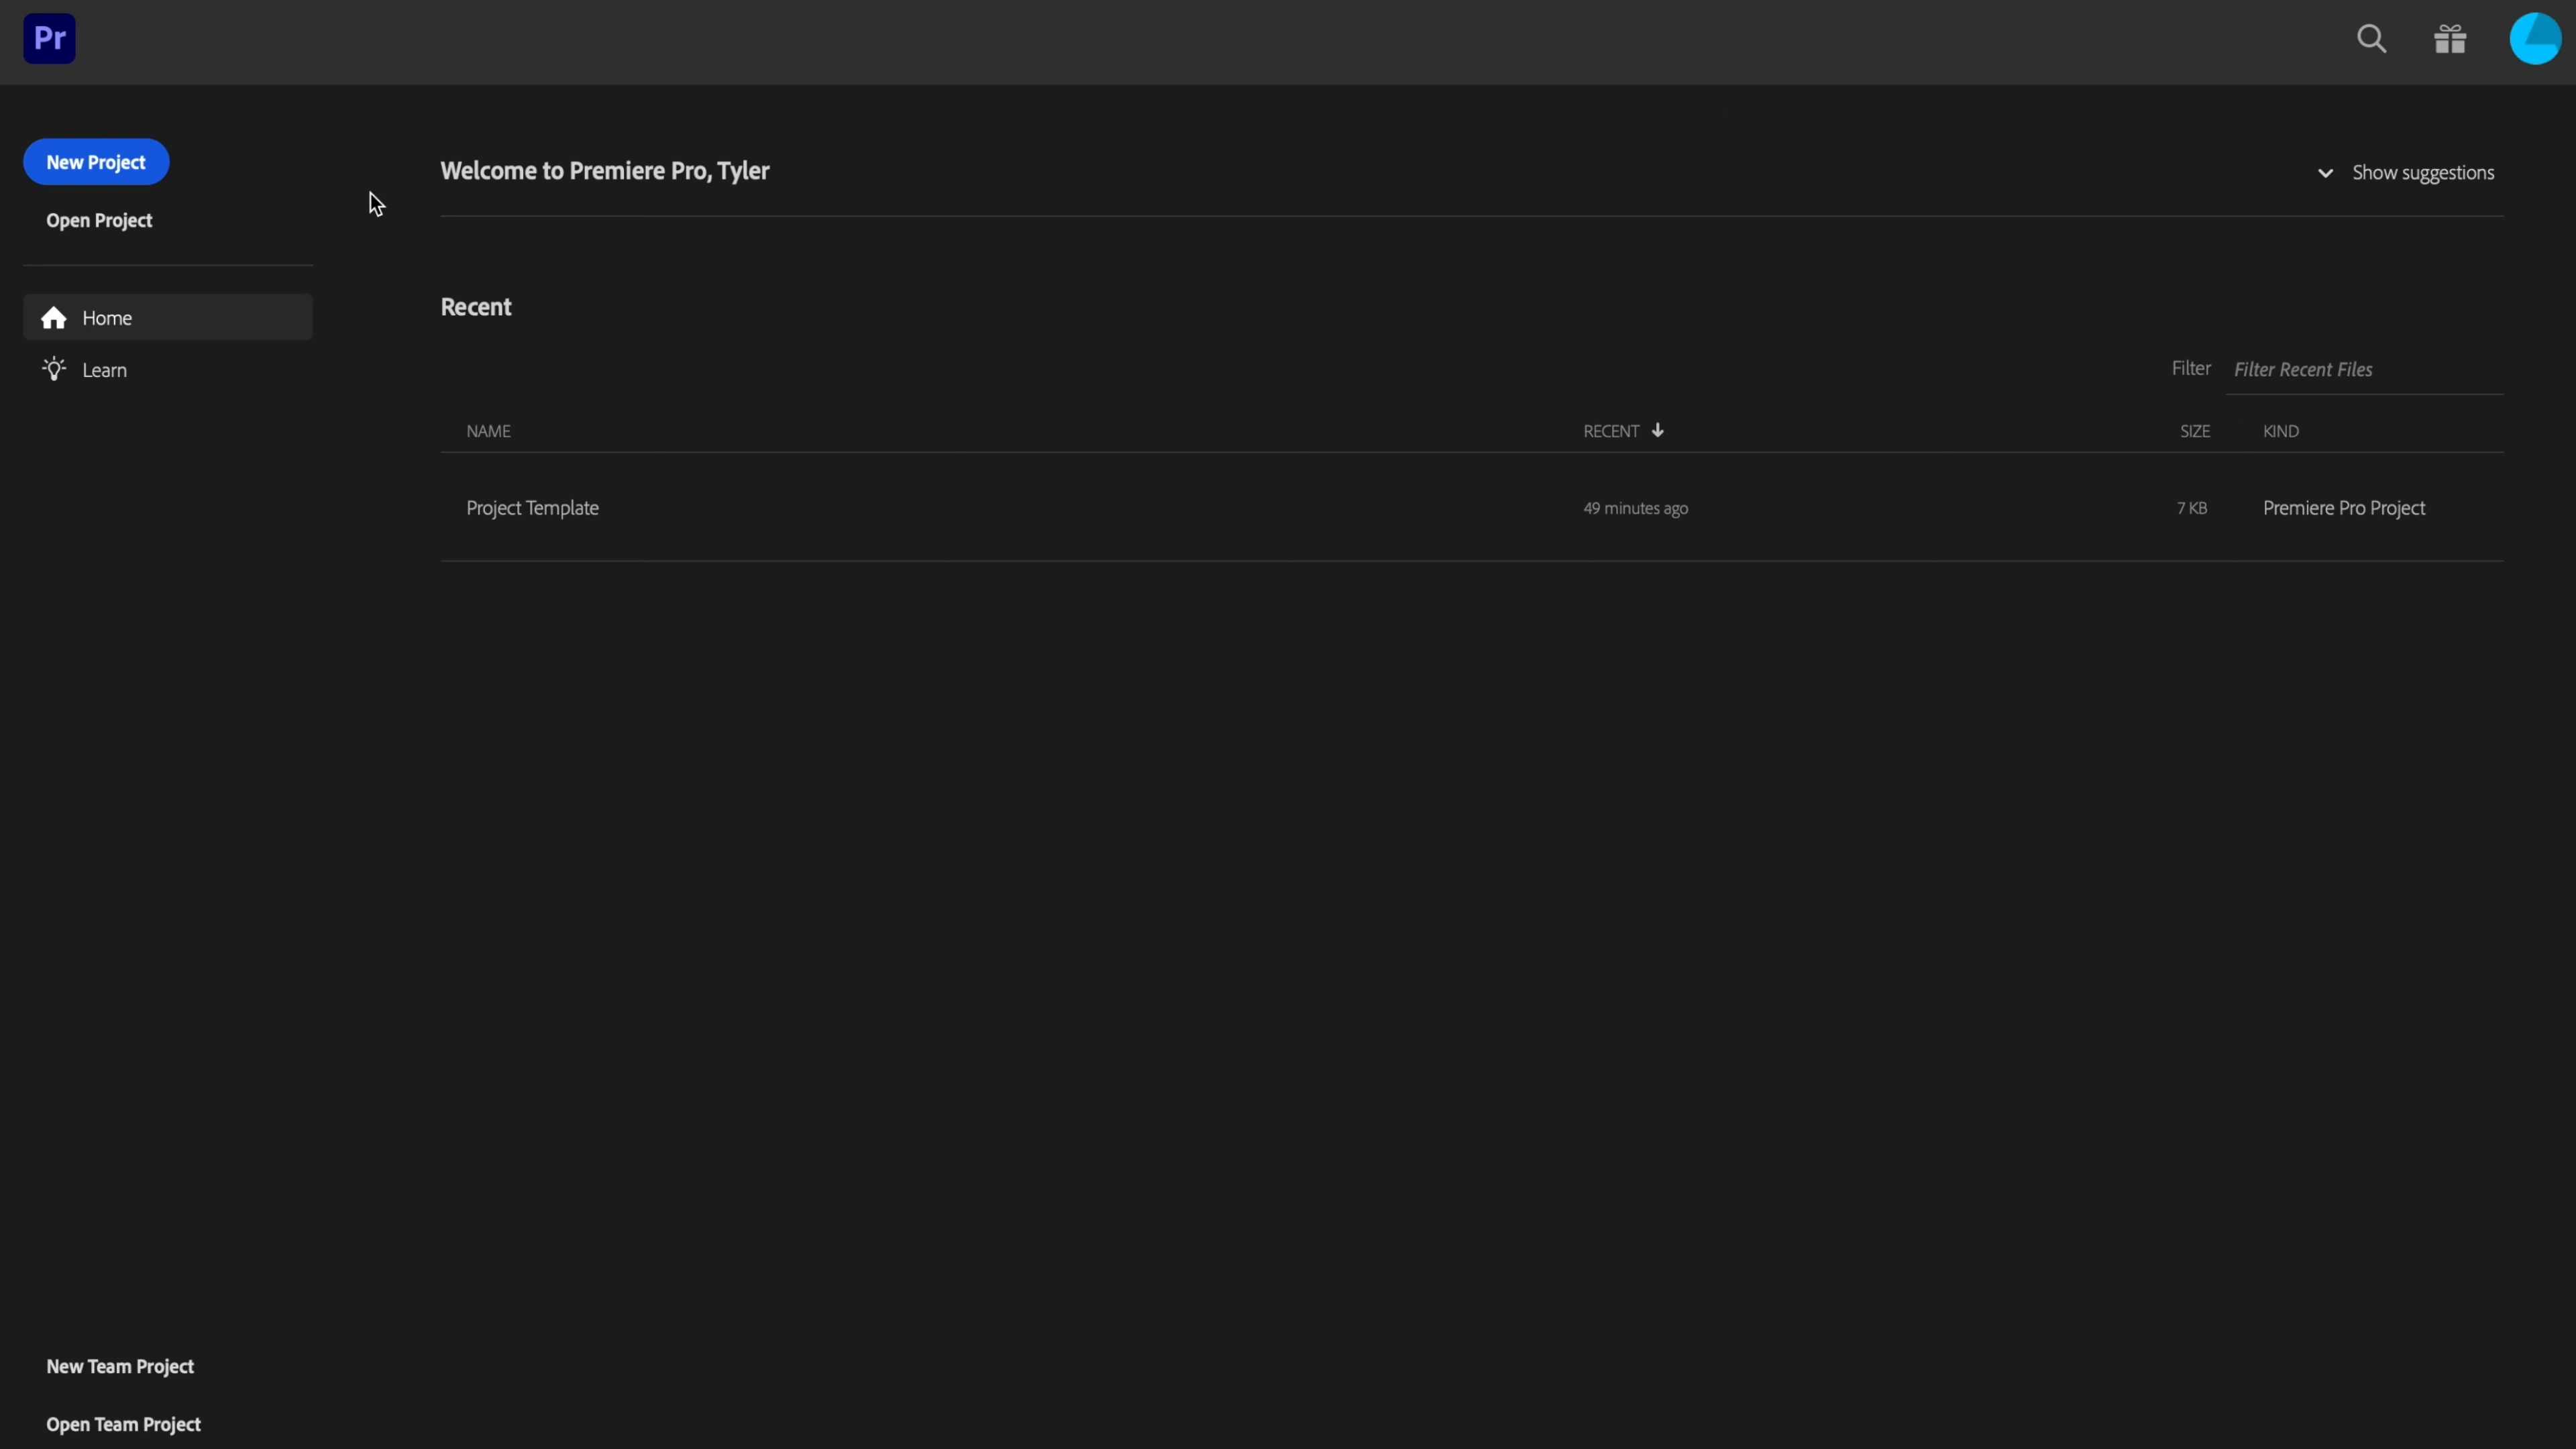 Pr
New Project
Open Project
Home
Learn
Welcome to Premiere Pro, Tyler
Show suggestions
Recent
Filter Filter Recent Files
NAME RECENT SIZE KIND
Project Template 49 minutes ago 7 KB Premiere Pro Project
New Team Project
Open Team Project